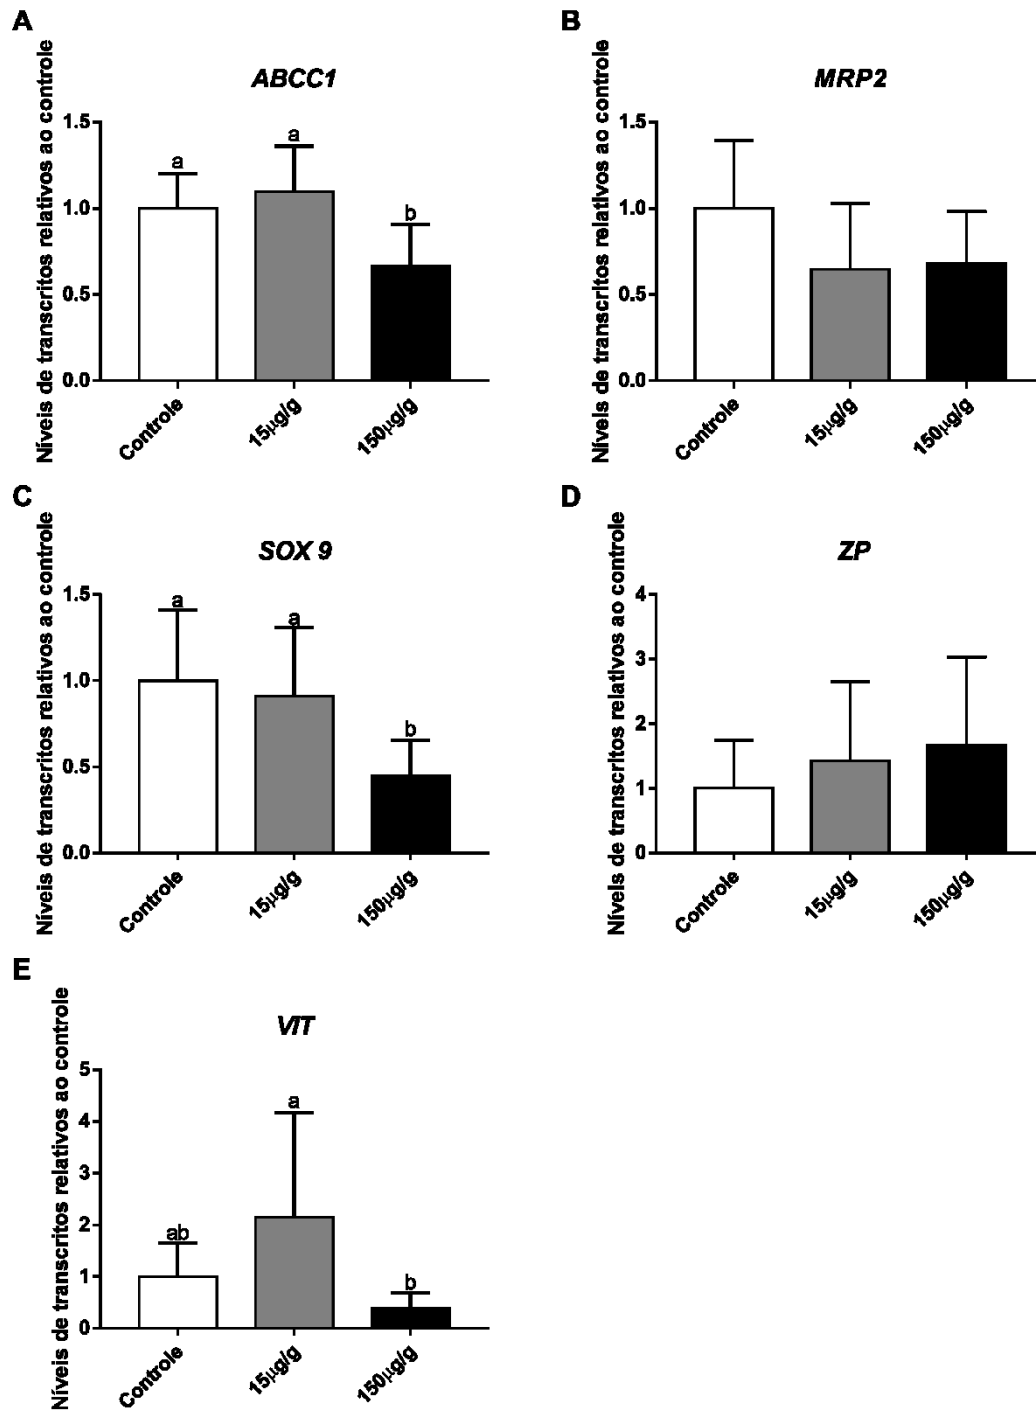 A
Níveis de transcritos relativos ao controle
ABCC1
1.5
1.0
0.5
0.0
a
a
b
Controle
15µg/g
150µg/g
B
Níveis de transcritos relativos ao controle
MRP2
1.5
1.0
0.5
0.0
Controle
15µg/g
150µg/g
C
Níveis de transcritos relativos ao controle
SOX 9
1.5
1.0
0.5
0.0
a
a
b
Controle
15µg/g
150µg/g
D
Níveis de transcritos relativos ao controle
ZP
4
3
2
1
0
Controle
15µg/g
150µg/g
E
Níveis de transcritos relativos ao controle
VIT
5
4
3
2
1
0
ab
a
b
Controle
15µg/g
150µg/g